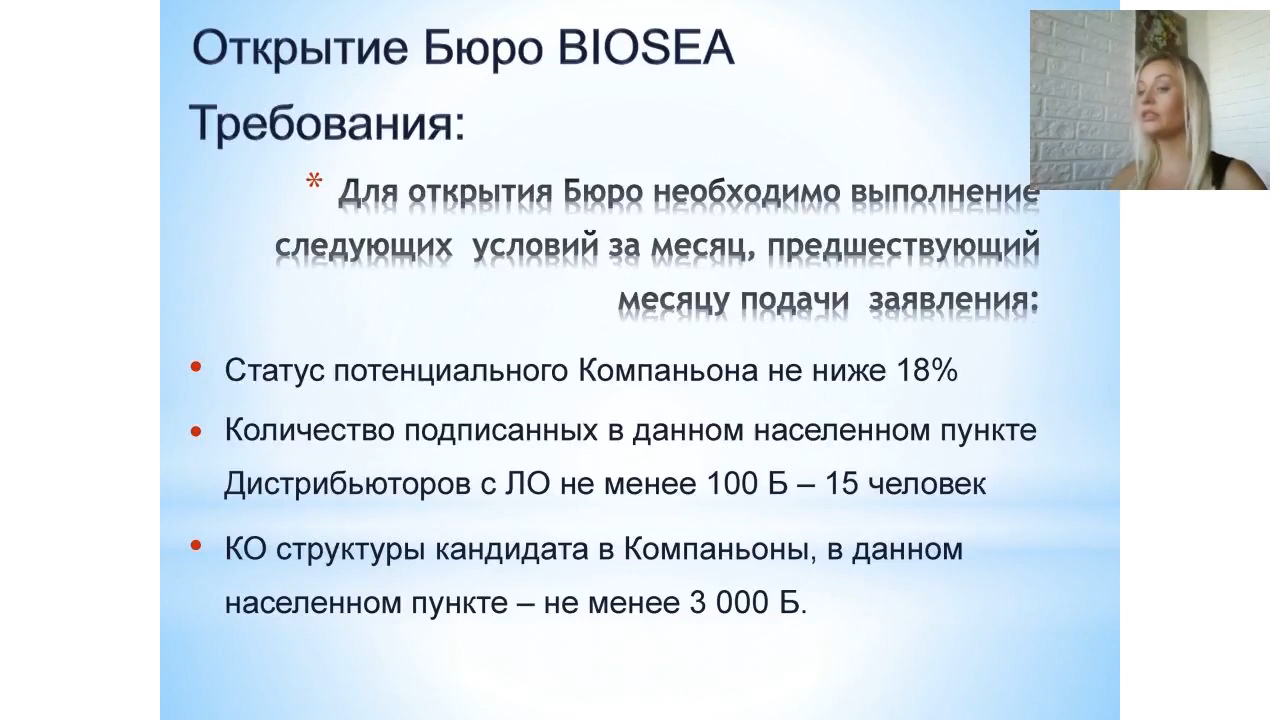 Открытие Бюро BIOSEA
Требования:
* Для открытия Бюро необходимо выполнение
следующих условий за месяц, предшествующий
месяцу подачи заявления:
• Статус потенциального Компаньона не ниже 18%
• Количество подписанных в данном населенном пункте
Дистрибьюторов с ЛО не менее 100 Б – 15 человек
• КО структуры кандидата в Компаньоны, в данном
населенном пункте – не менее 3 000 Б.